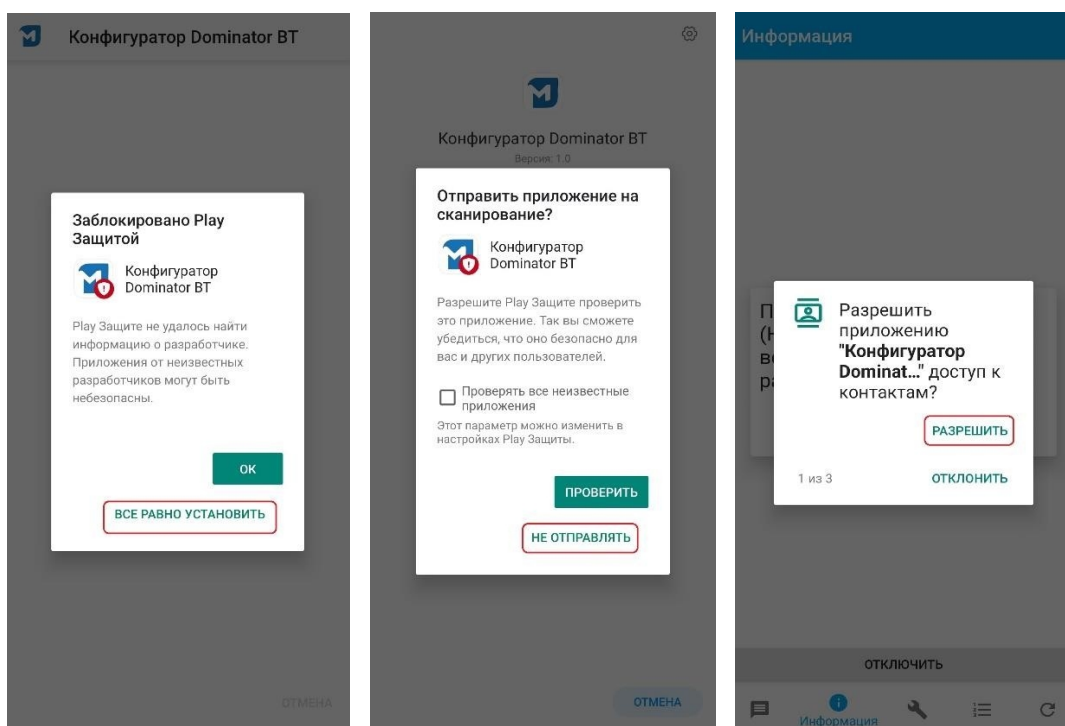 Конфигуратор Dominator BT
Заблокировано Play
Защитой
Конфигуратор
Dominator BT
Play Защите не удалось найти
информацию о разработчике.
Приложения от неизвестных
разработчиков могут быть
небезопасны.
ОК
ВСЕ РАВНО УСТАНОВИТЬ
ОТМЕНА
Конфигуратор Dominator BT
Версия: 1.0
Отправить приложение на
сканирование?
Конфигуратор
Dominator BT
Разрешите Play Защите проверить
это приложение. Так вы сможете
убедиться, что оно безопасно для
вас и других пользователей.
Проверять все неизвестные
приложения
Этот параметр можно изменить в
настройках Play Защиты.
ПРОВЕРИТЬ
НЕ ОТПРАВЛЯТЬ
ОТМЕНА
Информация
Разрешить
приложению
"Конфигуратор
Dominat..." доступ к
контактам?
РАЗРЕШИТЬ
1 из 3
ОТКЛОНИТЬ
ОТКЛЮЧИТЬ
Информация